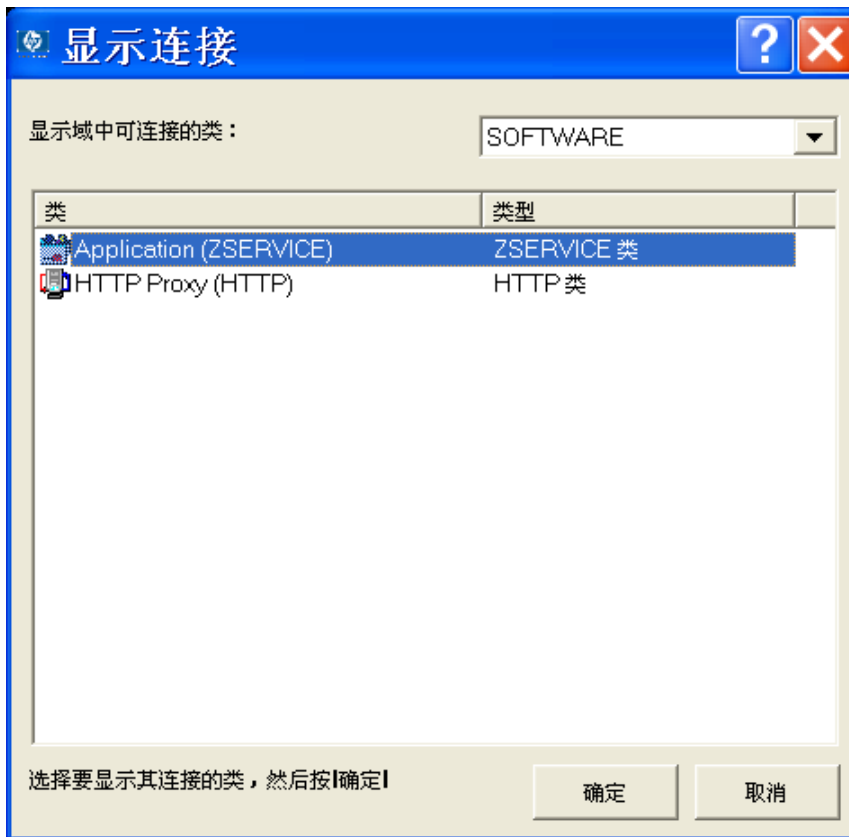 显示连接
显示域中可连接的类：
SOFTWARE
类 类型
Application (ZSERVICE) ZSERVICE 类
HTTP Proxy (HTTP) HTTP 类
选择要显示其连接的类，然后按|确定|
确定 取消